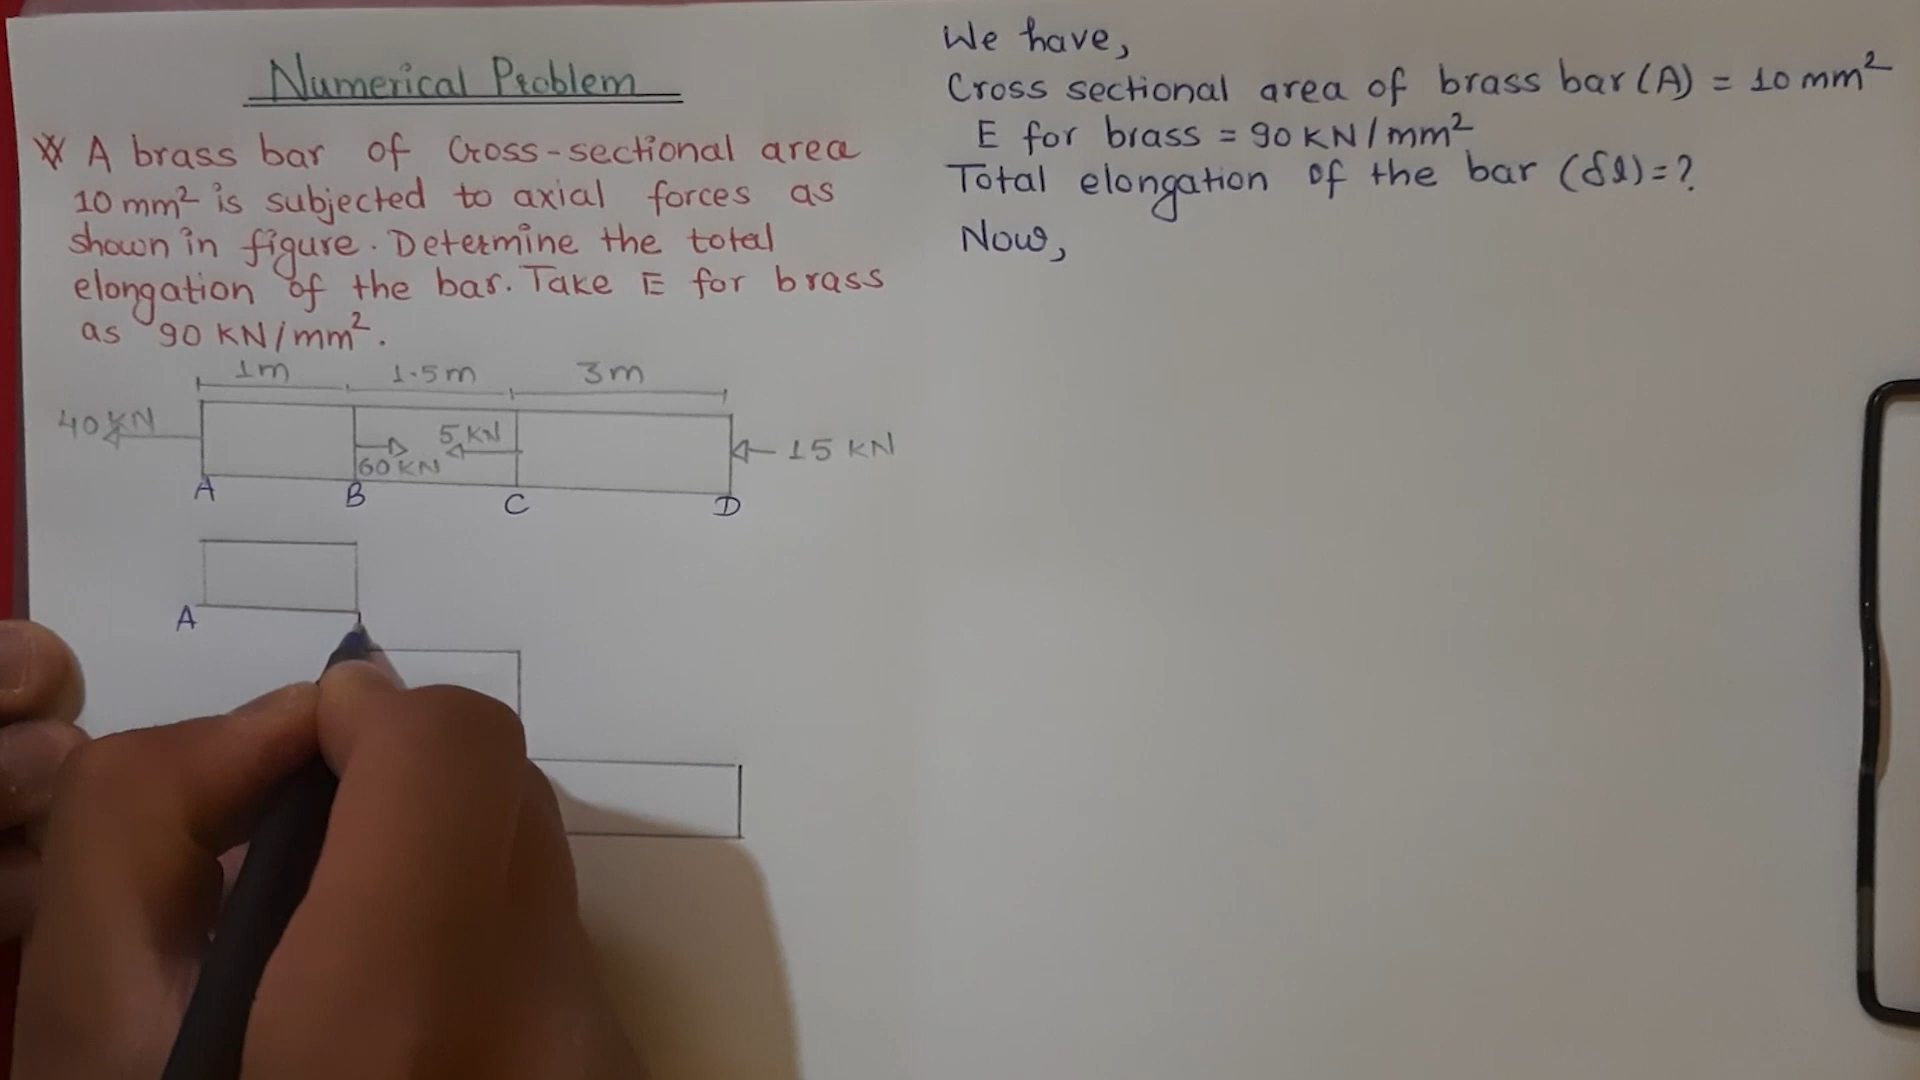 Numerical Problem
A brass bar of Cross-sectional area
10 mm² is subjected to axial forces as
shown in figure. Determine the total
elongation of the bar. Take E for brass
as 90 KN/mm².
1m 1.5m 3m
40 KN 60 KN 5 KN 15 KN
A B C D
A
We have,
Cross sectional area of brass bar (A) = 10 mm²
E for brass = 90 KN/mm²
Total elongation of the bar (δl)=?
Now,